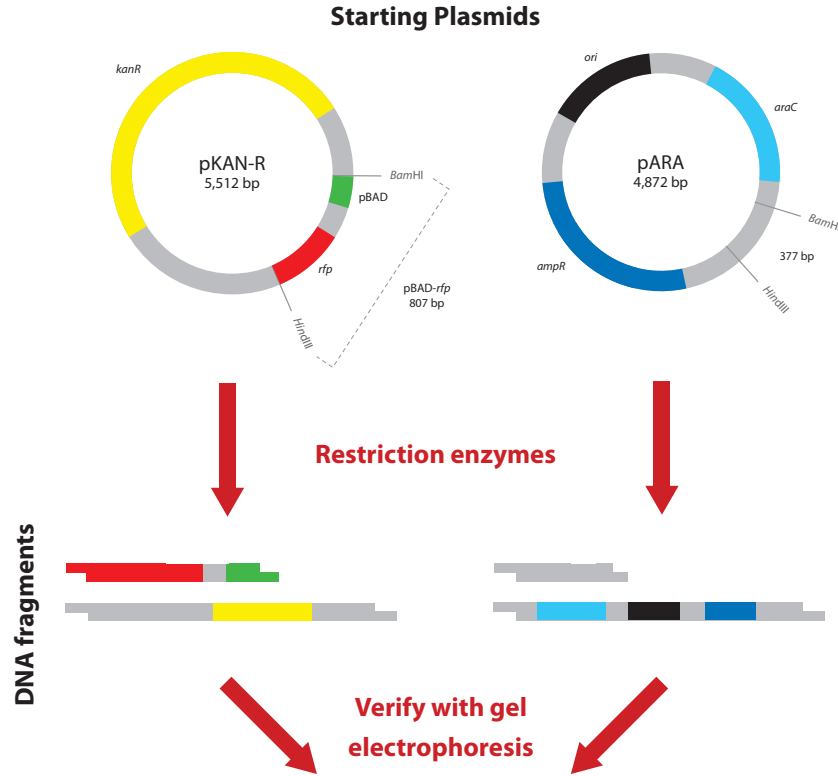 Starting Plasmids
kanR
pKAN-R
5,512 bp
BamHI
pBAD
rfp
pBAD-rfp
807 bp
HindIII
ori
araC
pARA
4,872 bp
BamH
377 bp
ampR
HindIII
Restriction enzymes
DNA fragments
Verify with gel
electrophoresis